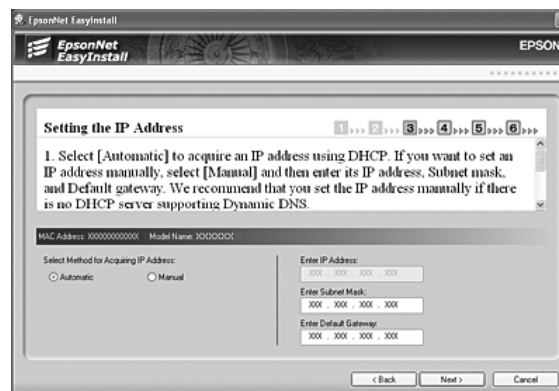 EpsonNet EasyInstall
EpsonNet
EasyInstall
EPSON
Setting the IP Address
1 >>> 2 >>> 3 >>> 4 >>> 5 >>> 6 >>>
1. Select [Automatic] to acquire an IP address using DHCP. If you want to set an
IP address manually, select [Manual] and then enter its IP address, Subnet mask,
and Default gateway. We recommend that you set the IP address manually if there
is no DHCP server supporting Dynamic DNS.
MAC Address: XXXXXXXXXXXX Model Name: XXXXXXX
Select Method for Acquiring IP Address:
Automatic
Manual
Enter IP Address:
XXX . XXX . XXX . XXX
Enter Subnet Mask:
XXX . XXX . XXX . XXX
Enter Default Gateway:
XXX . XXX . XXX . XXX
< Back
Next >
Cancel